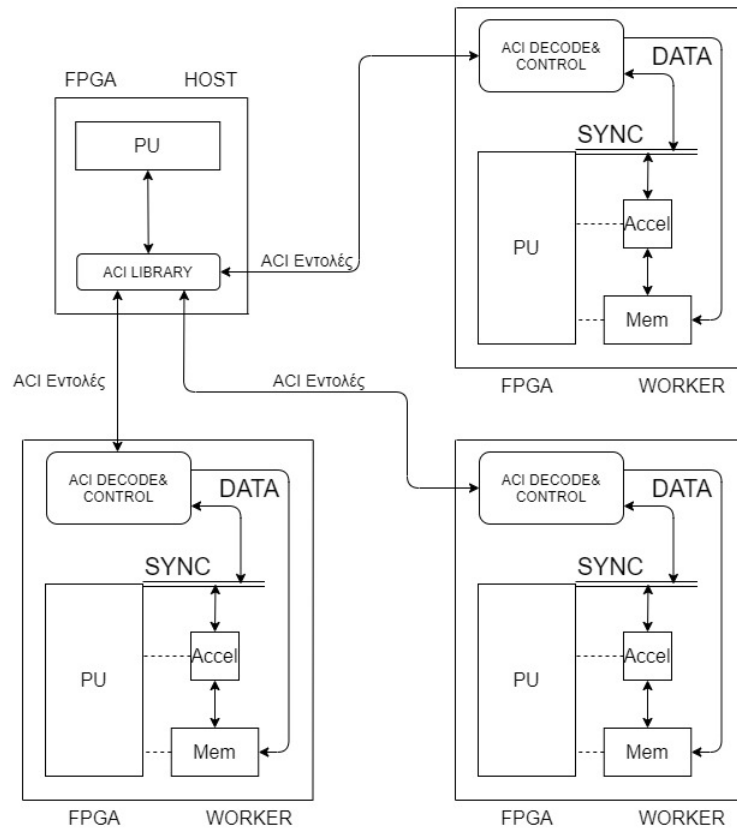 FPGA HOST
PU
ACI LIBRARY
ACI Εντολές
ACI Εντολές
ACI Εντολές
ACI DECODE&
CONTROL
DATA
SYNC
PU
Accel
Mem
FPGA WORKER
ACI DECODE&
CONTROL
DATA
SYNC
PU
Accel
Mem
FPGA WORKER
ACI DECODE&
CONTROL
DATA
SYNC
PU
Accel
Mem
FPGA WORKER